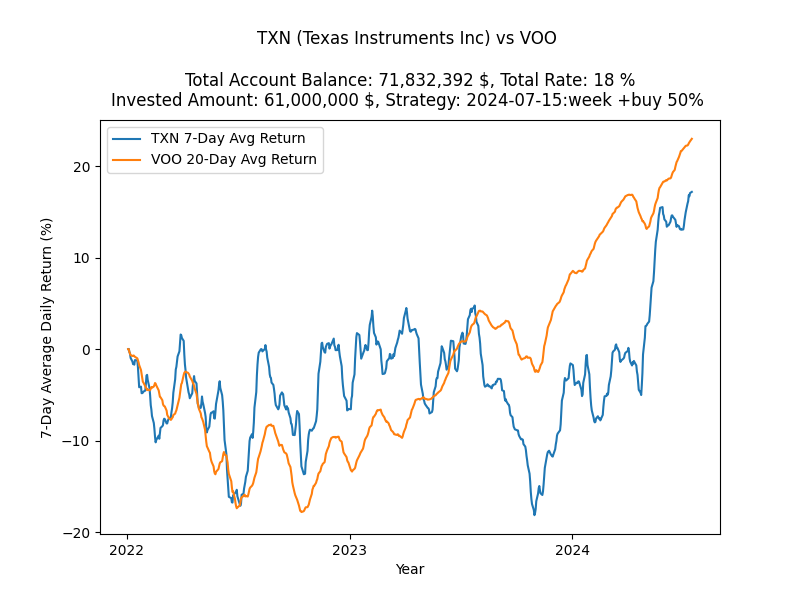 TXN (Texas Instruments Inc) vs VOO
Total Account Balance: 71,832,392 $, Total Rate: 18 %
Invested Amount: 61,000,000 $, Strategy: 2024-07-15:week +buy 50%
TXN 7-Day Avg Return
VOO 20-Day Avg Return
7-Day Average Daily Return (%)
20
10
0
−10
−20
2022
2023
2024
Year